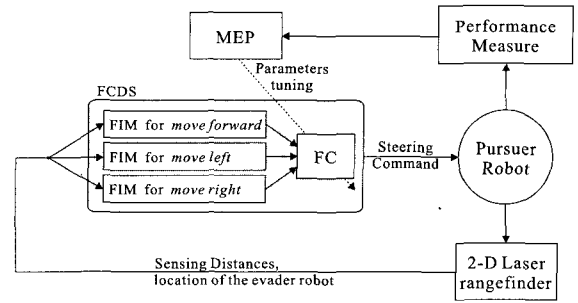 MEP
Performance
Measure
Parameters
tuning
FCDS
FIM for move forward
FIM for move left
FIM for move right
FC
Steering
Command
Pursuer
Robot
Sensing Distances,
location of the evader robot
2-D Laser
rangefinder